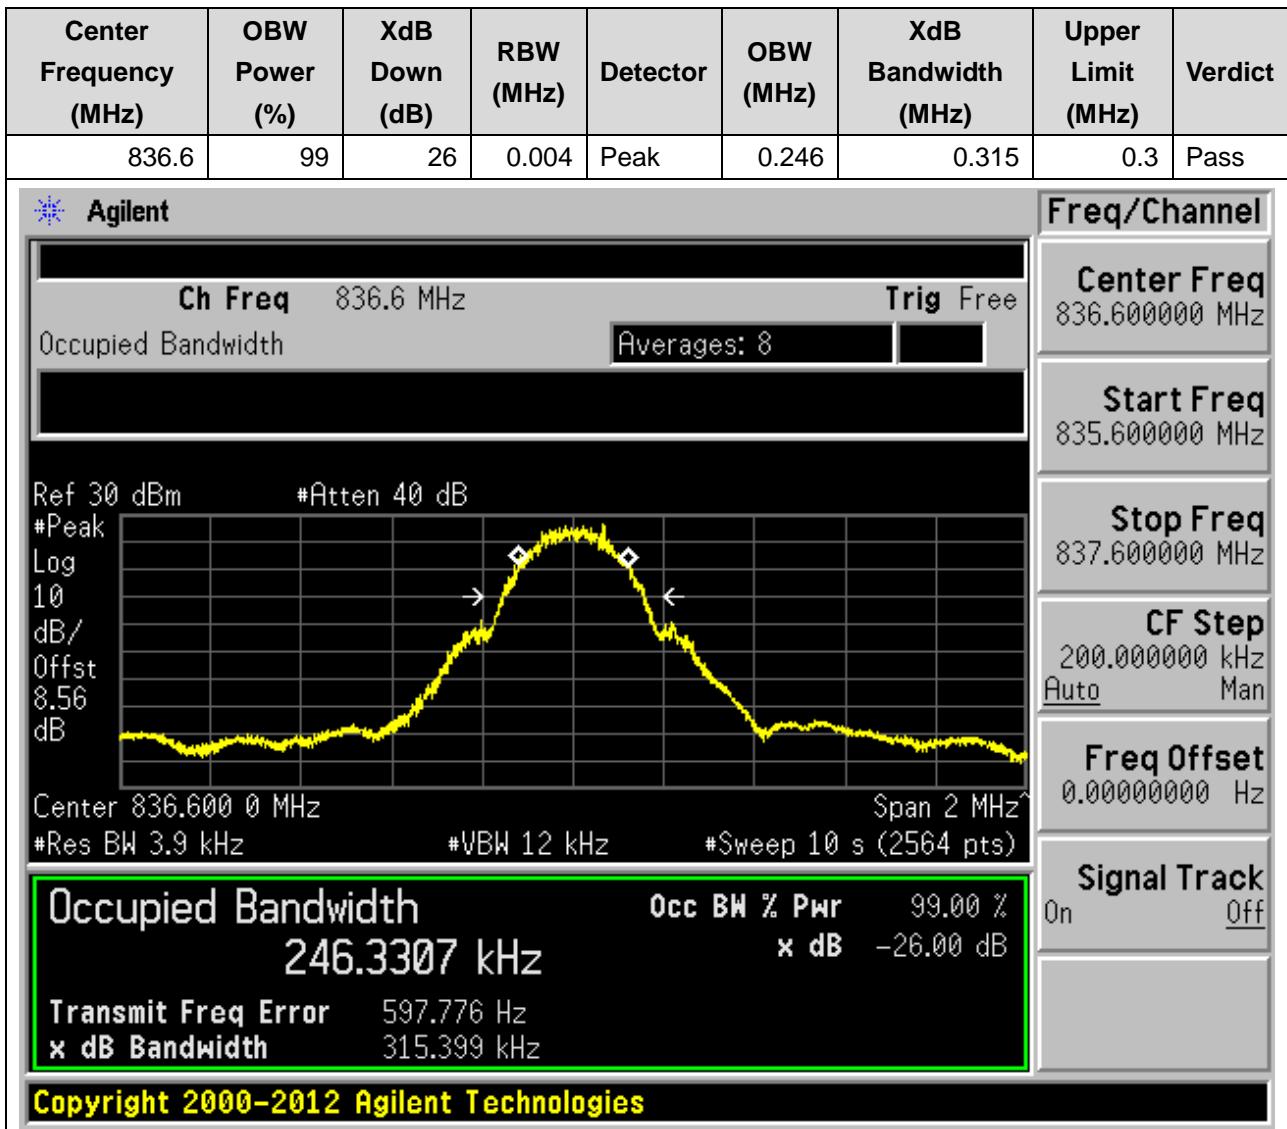 Center Frequency (MHz) OBW Power (%) XdB Down (dB) RBW (MHz) Detector OBW (MHz) XdB Bandwidth (MHz) Upper Limit (MHz) Verdict
836.6 99 26 0.004 Peak 0.246 0.315 0.3 Pass
Agilent
Freq/Channel
Ch Freq 836.6 MHz Trig Free
Occupied Bandwidth Averages: 8
Center Freq
836.600000 MHz
Start Freq
835.600000 MHz
Stop Freq
837.600000 MHz
CF Step
200.000000 kHz
Auto Man
Freq Offset
0.00000000 Hz
Signal Track
On Off
Ref 30 dBm #Atten 40 dB
#Peak
Log
10
dB/
Offst
8.56
dB
Center 836.600 0 MHz Span 2 MHz^
#Res BW 3.9 kHz #VBW 12 kHz #Sweep 10 s (2564 pts)
Occupied Bandwidth Occ BW % Pwr 99.00 %
246.3307 kHz x dB -26.00 dB
Transmit Freq Error 597.776 Hz
x dB Bandwidth 315.399 kHz
Copyright 2000-2012 Agilent Technologies